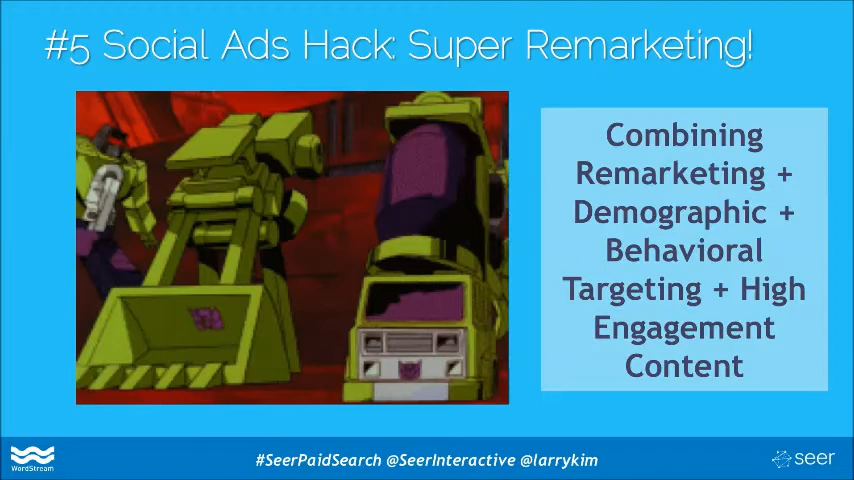 #5 Social Ads Hack: Super Remarketing!
Combining
Remarketing +
Demographic +
Behavioral
Targeting + High
Engagement
Content
WordStream
#SeerPaidSearch @SeerInteractive @larrykim
seer